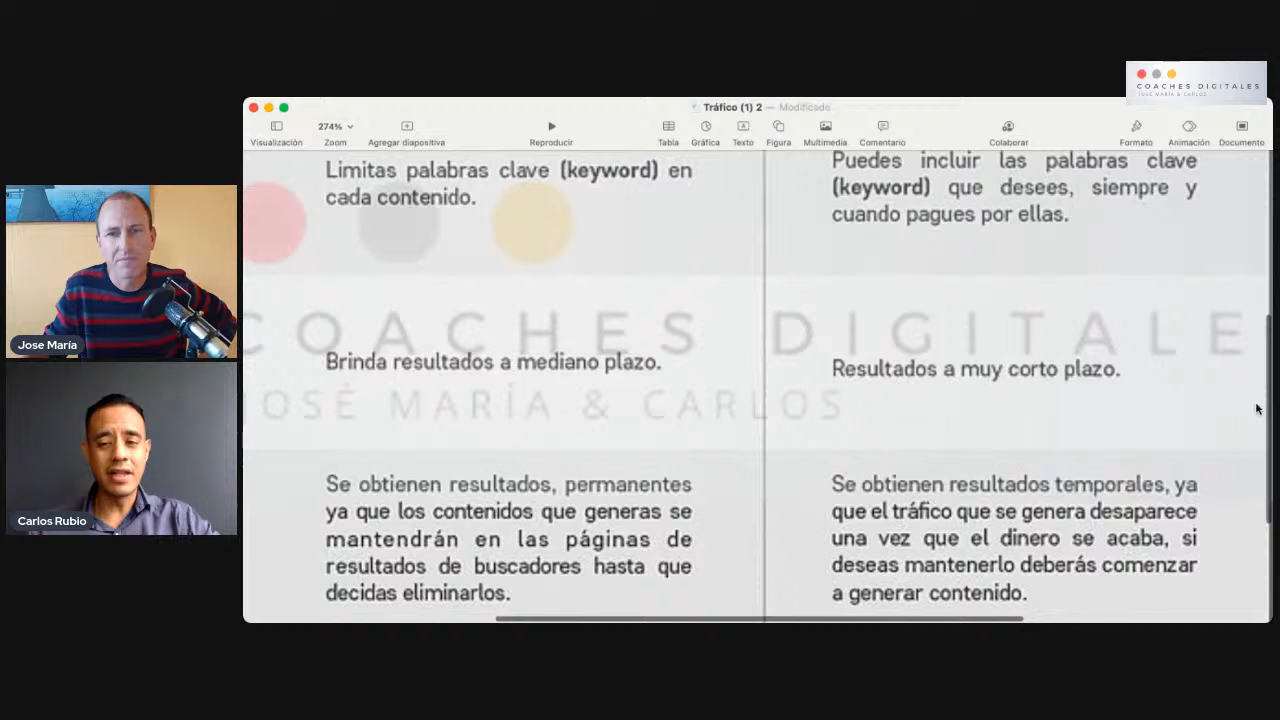 COACHES DIGITALES
JOSE MARÍA & CARLOS
Tráfico (1) 2 — Modificado
274%
Visualización Zoom Agregar diapositiva Reproducir Tabla Gráfica Texto Figura Multimedia Comentario Colaborar Formato Animación Documento
Limitas palabras clave (keyword) en
cada contenido.
Puedes incluir las palabras clave
(keyword) que desees, siempre y
cuando pagues por ellas.
COACHES DIGITALE
JOSÉ MARÍA & CARLOS
Brinda resultados a mediano plazo.
Resultados a muy corto plazo.
Se obtienen resultados, permanentes
ya que los contenidos que generas se
mantendrán en las páginas de
resultados de buscadores hasta que
decidas eliminarlos.
Se obtienen resultados temporales, ya
que el tráfico que se genera desaparece
una vez que el dinero se acaba, si
deseas mantenerlo deberás comenzar
a generar contenido.
Jose María
Carlos Rubio